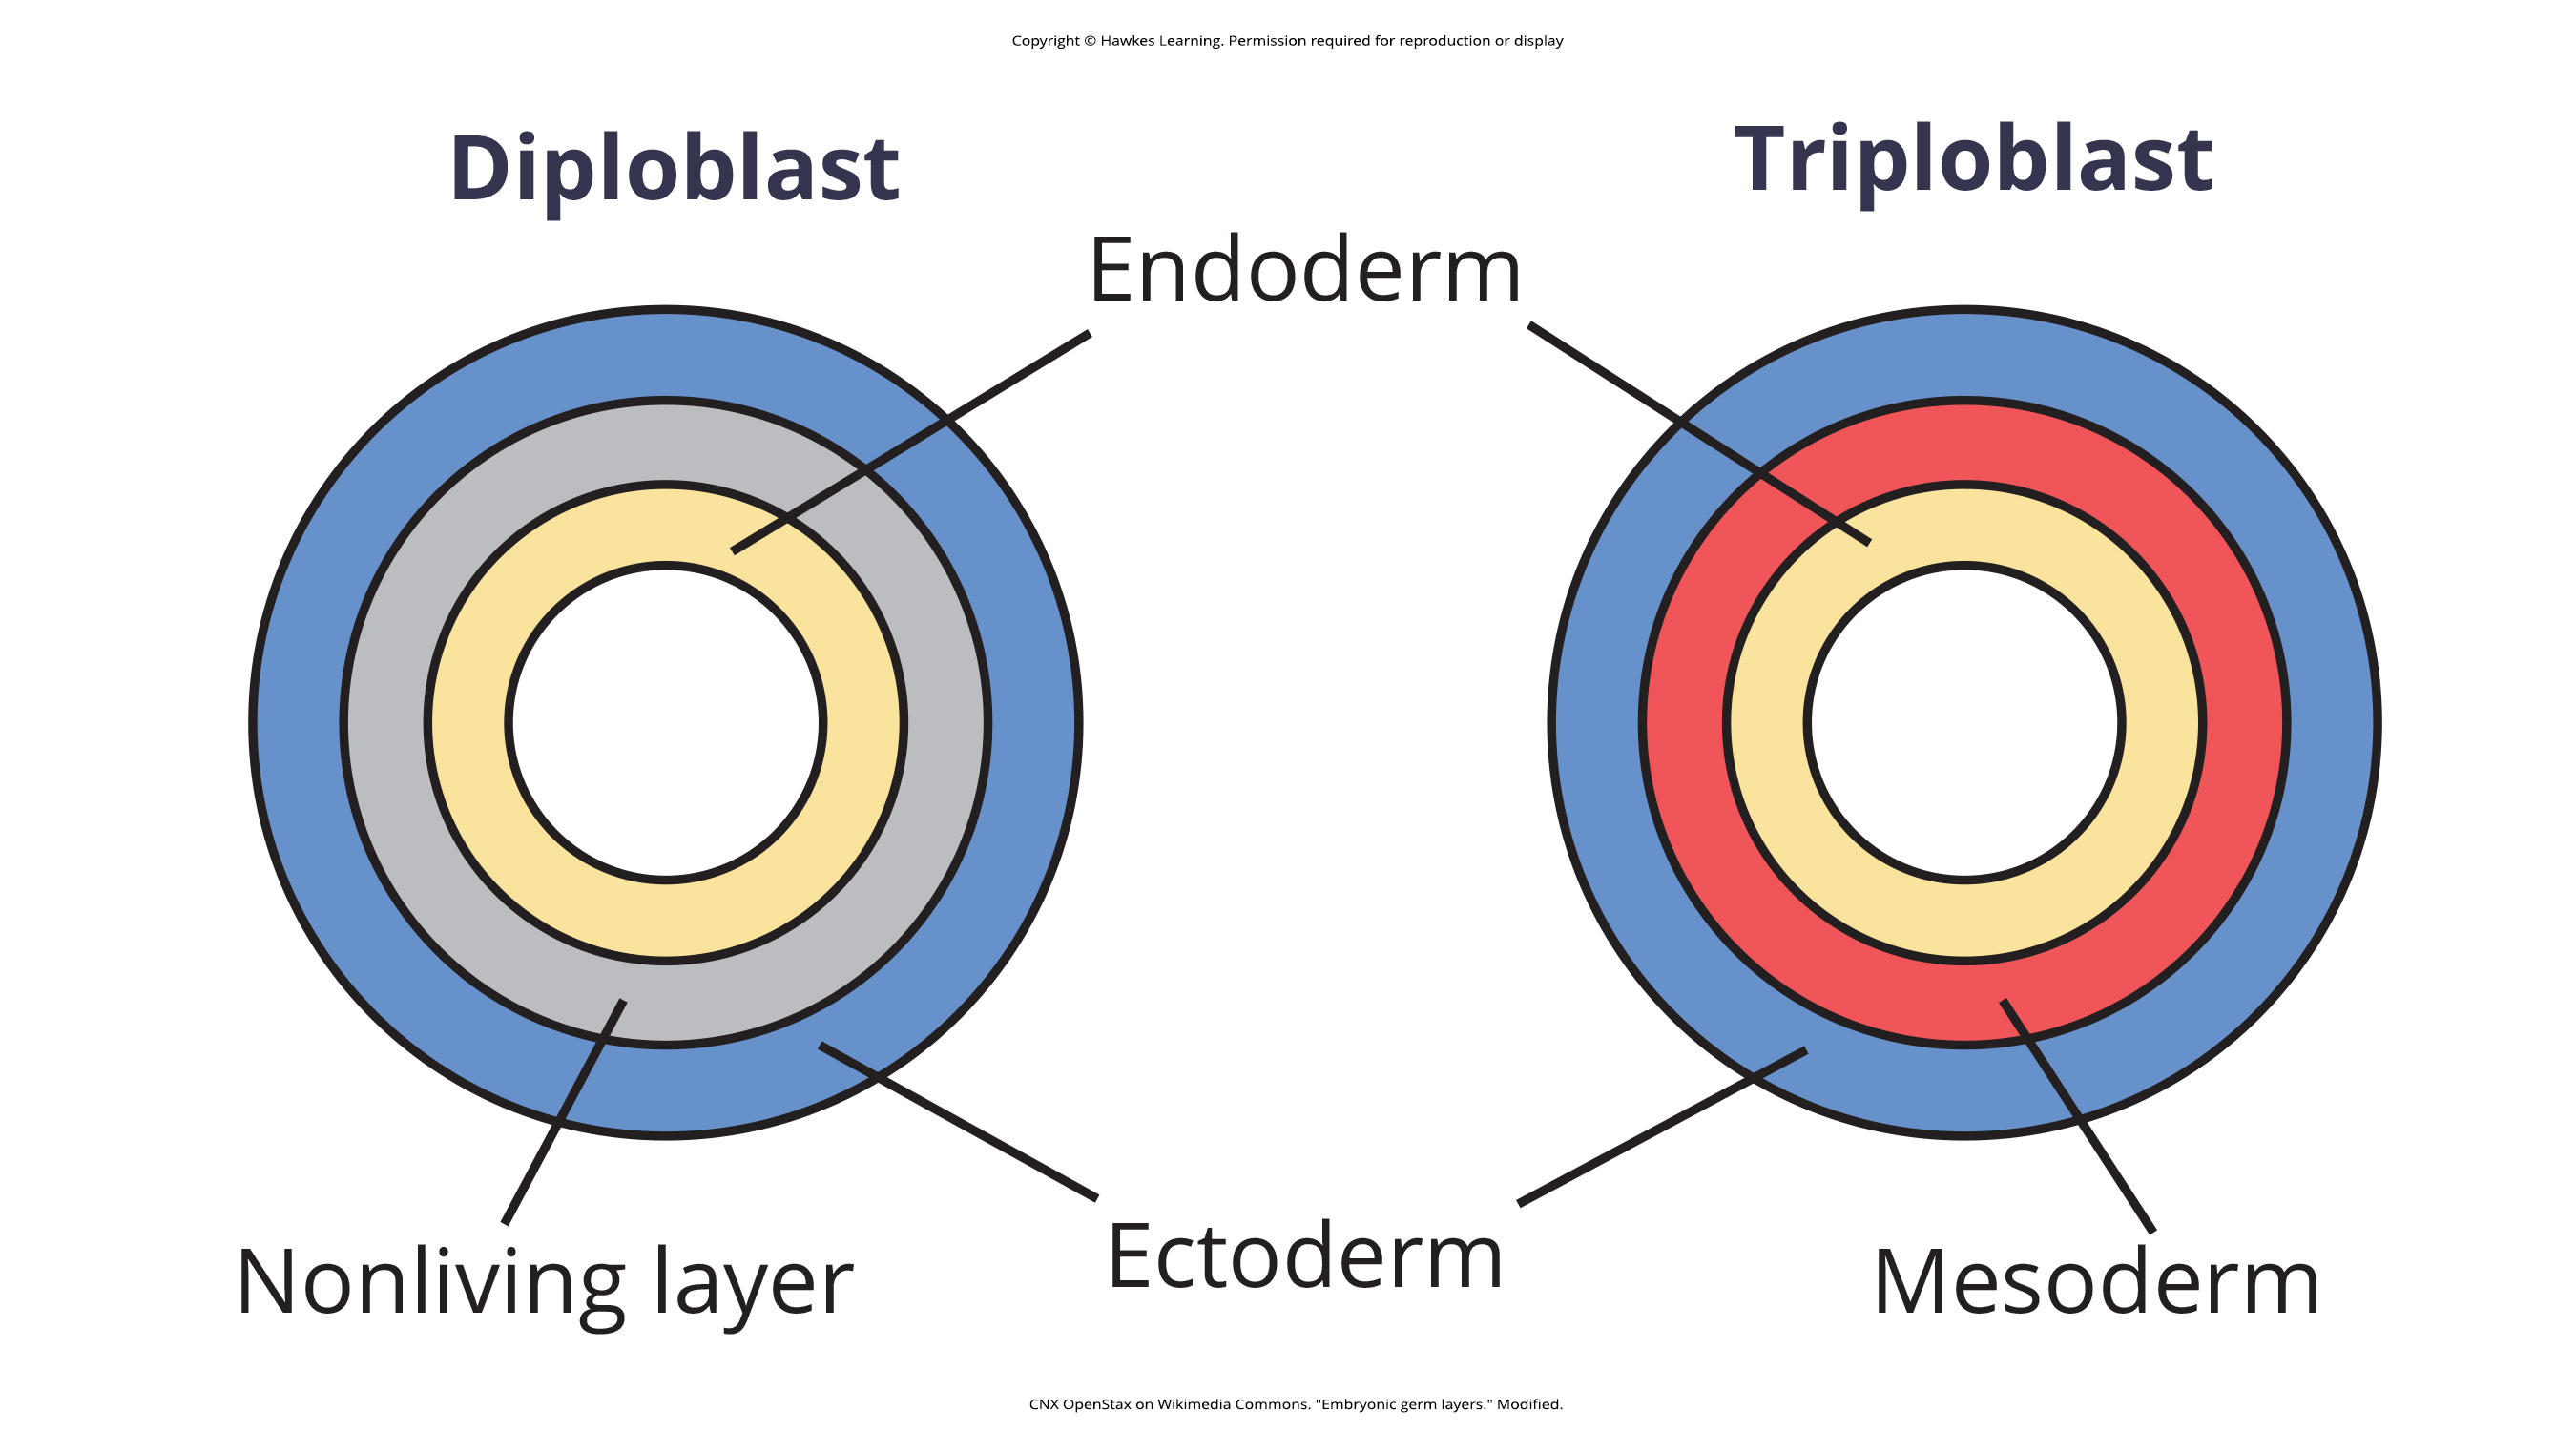 Copyright © Hawkes Learning. Permission required for reproduction or display
Diploblast
Triploblast
Endoderm
Nonliving layer
Ectoderm
Mesoderm
CNX OpenStax on Wikimedia Commons. "Embryonic germ layers." Modified.